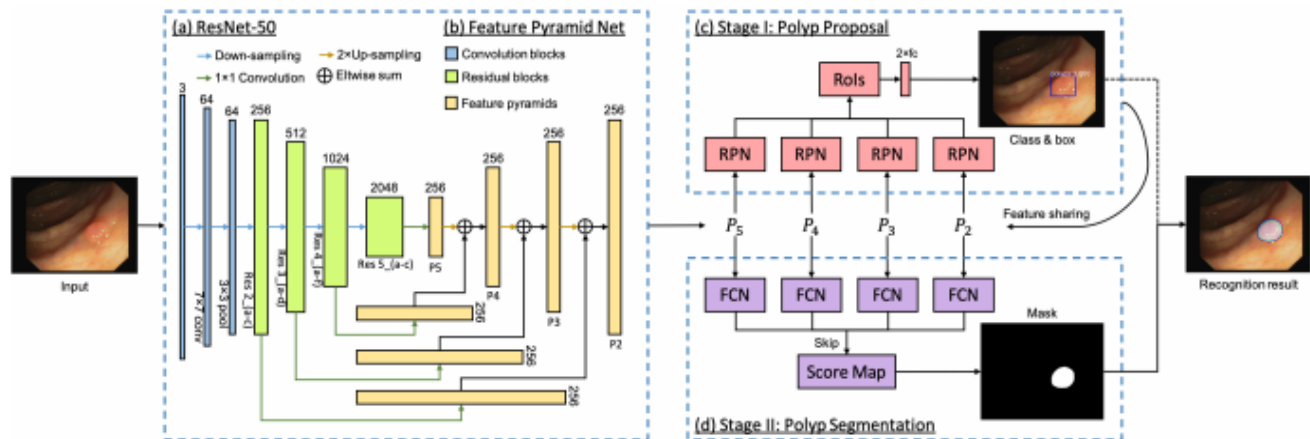 (a) ResNet-50
(b) Feature Pyramid Net
Down-sampling
2×Up-sampling
1×1 Convolution
Eltwise sum
Convolution blocks
Residual blocks
Feature pyramids
3
64
64
256
512
1024
2048
256
256
256
256
7×7 conv
3×3 pool
Res 2_(a-c)
Res 3_(a-d)
Res 4_(a-f)
Res 5_(a-c)
P5
P4
P3
P2
256
256
256
Input
(c) Stage I: Polyp Proposal
2×fc
RoIs
Class & box
RPN
RPN
RPN
RPN
P5
P4
P3
P2
Feature sharing
FCN
FCN
FCN
FCN
Skip
Score Map
Mask
(d) Stage II: Polyp Segmentation
Recognition result